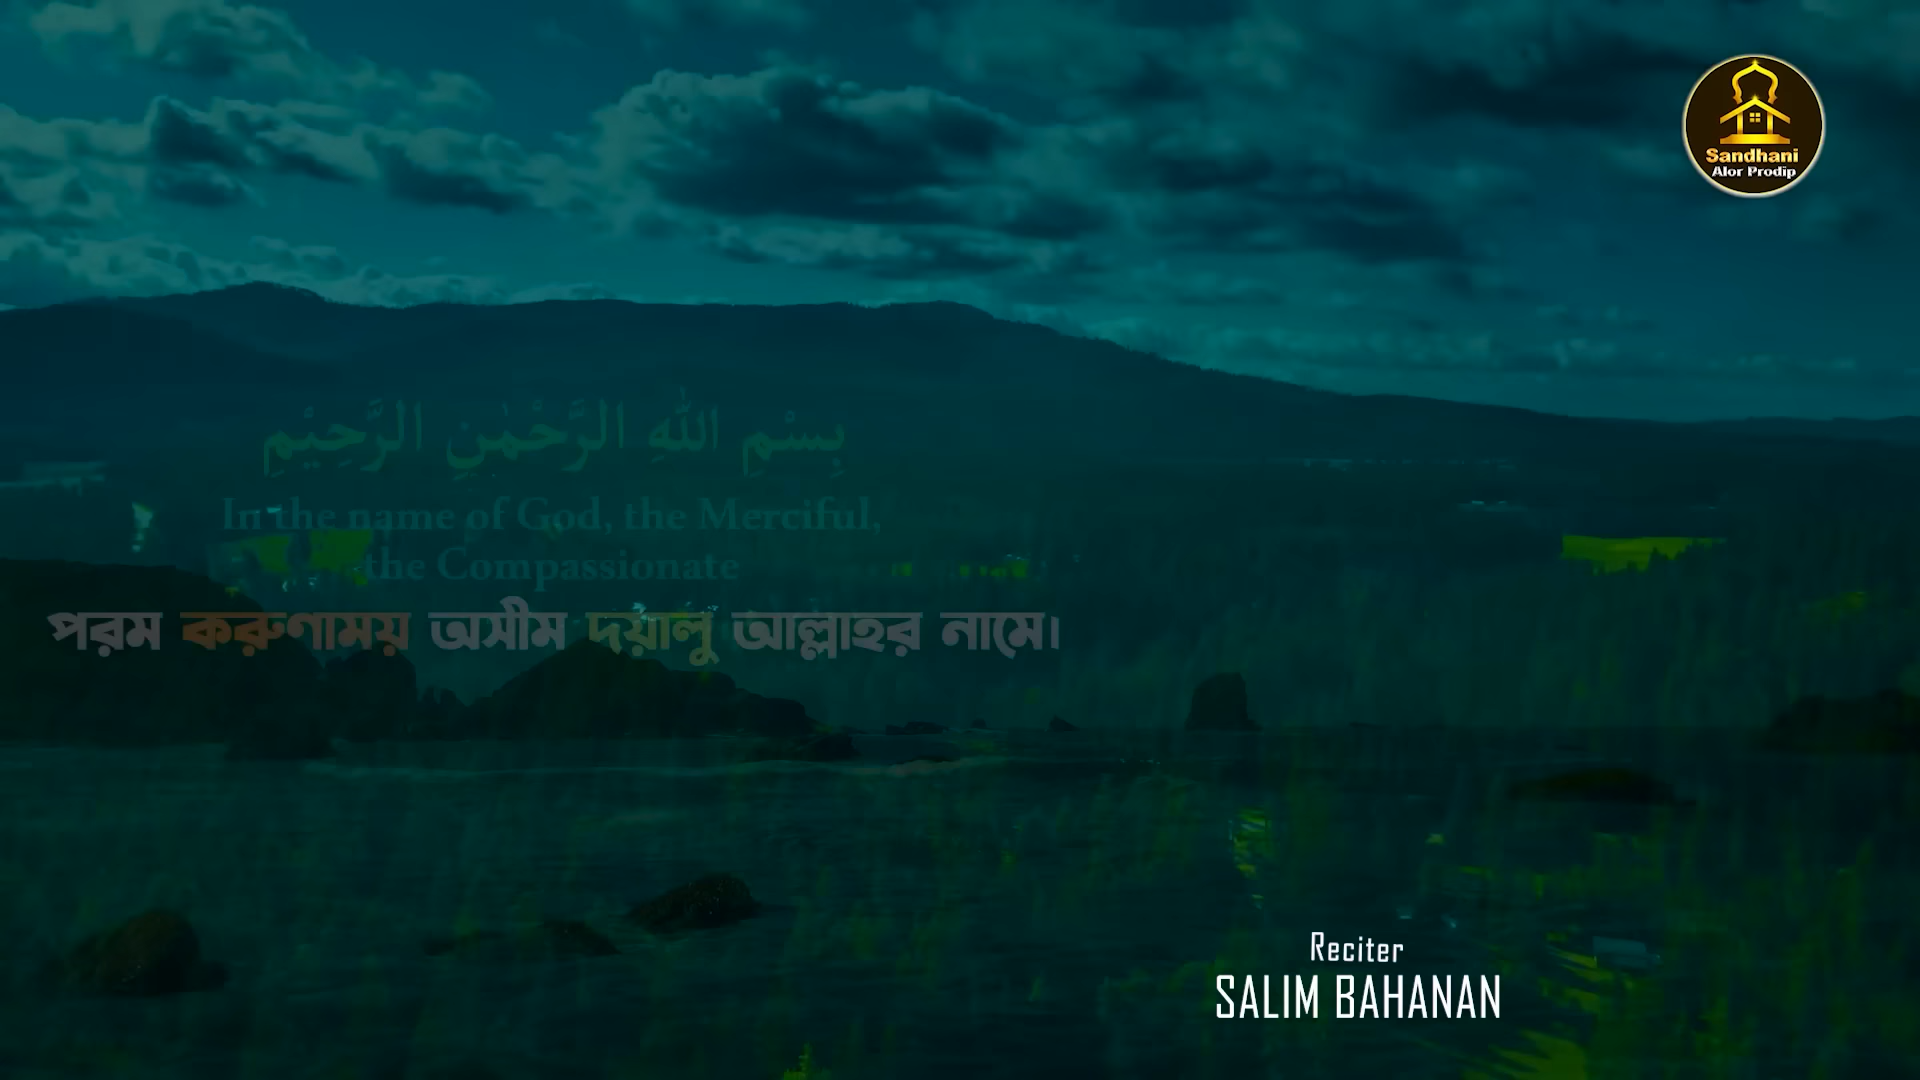 Sandhani
Alor Prodip
بِسْمِ اللّٰهِ الرَّحْمٰنِ الرَّحِيْمِ
In the name of God, the Merciful,
the Compassionate
পরম করুণাময় অসীম দয়ালু আল্লাহর নামে।
Reciter
SALIM BAHANAN